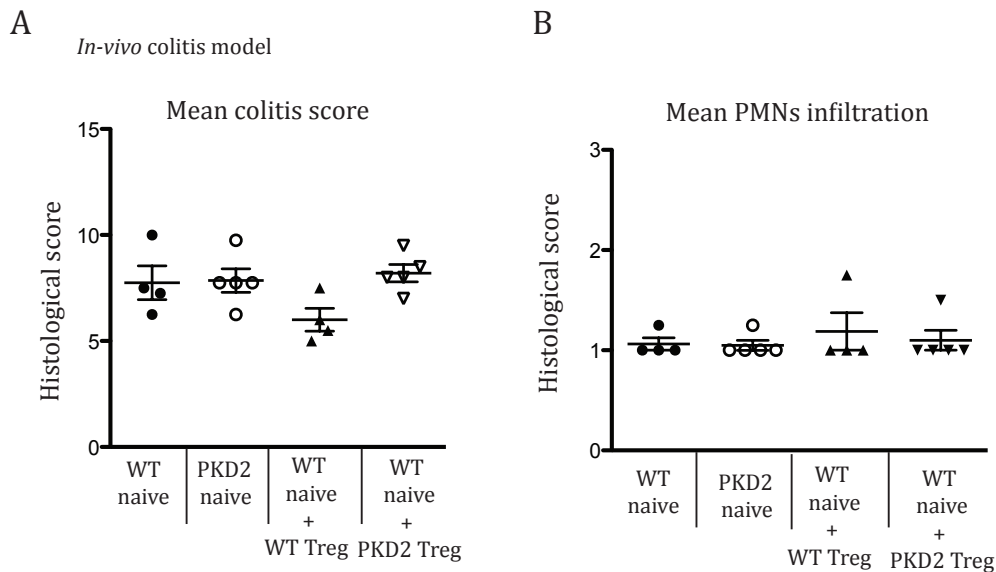 A
In-vivo colitis model
Mean colitis score
Histological score
15
10
5
0
WT naive
PKD2 naive
WT naive + WT Treg
WT naive + PKD2 Treg
B
Mean PMNs infiltration
Histological score
3
2
1
0
WT naive
PKD2 naive
WT naive + WT Treg
WT naive + PKD2 Treg